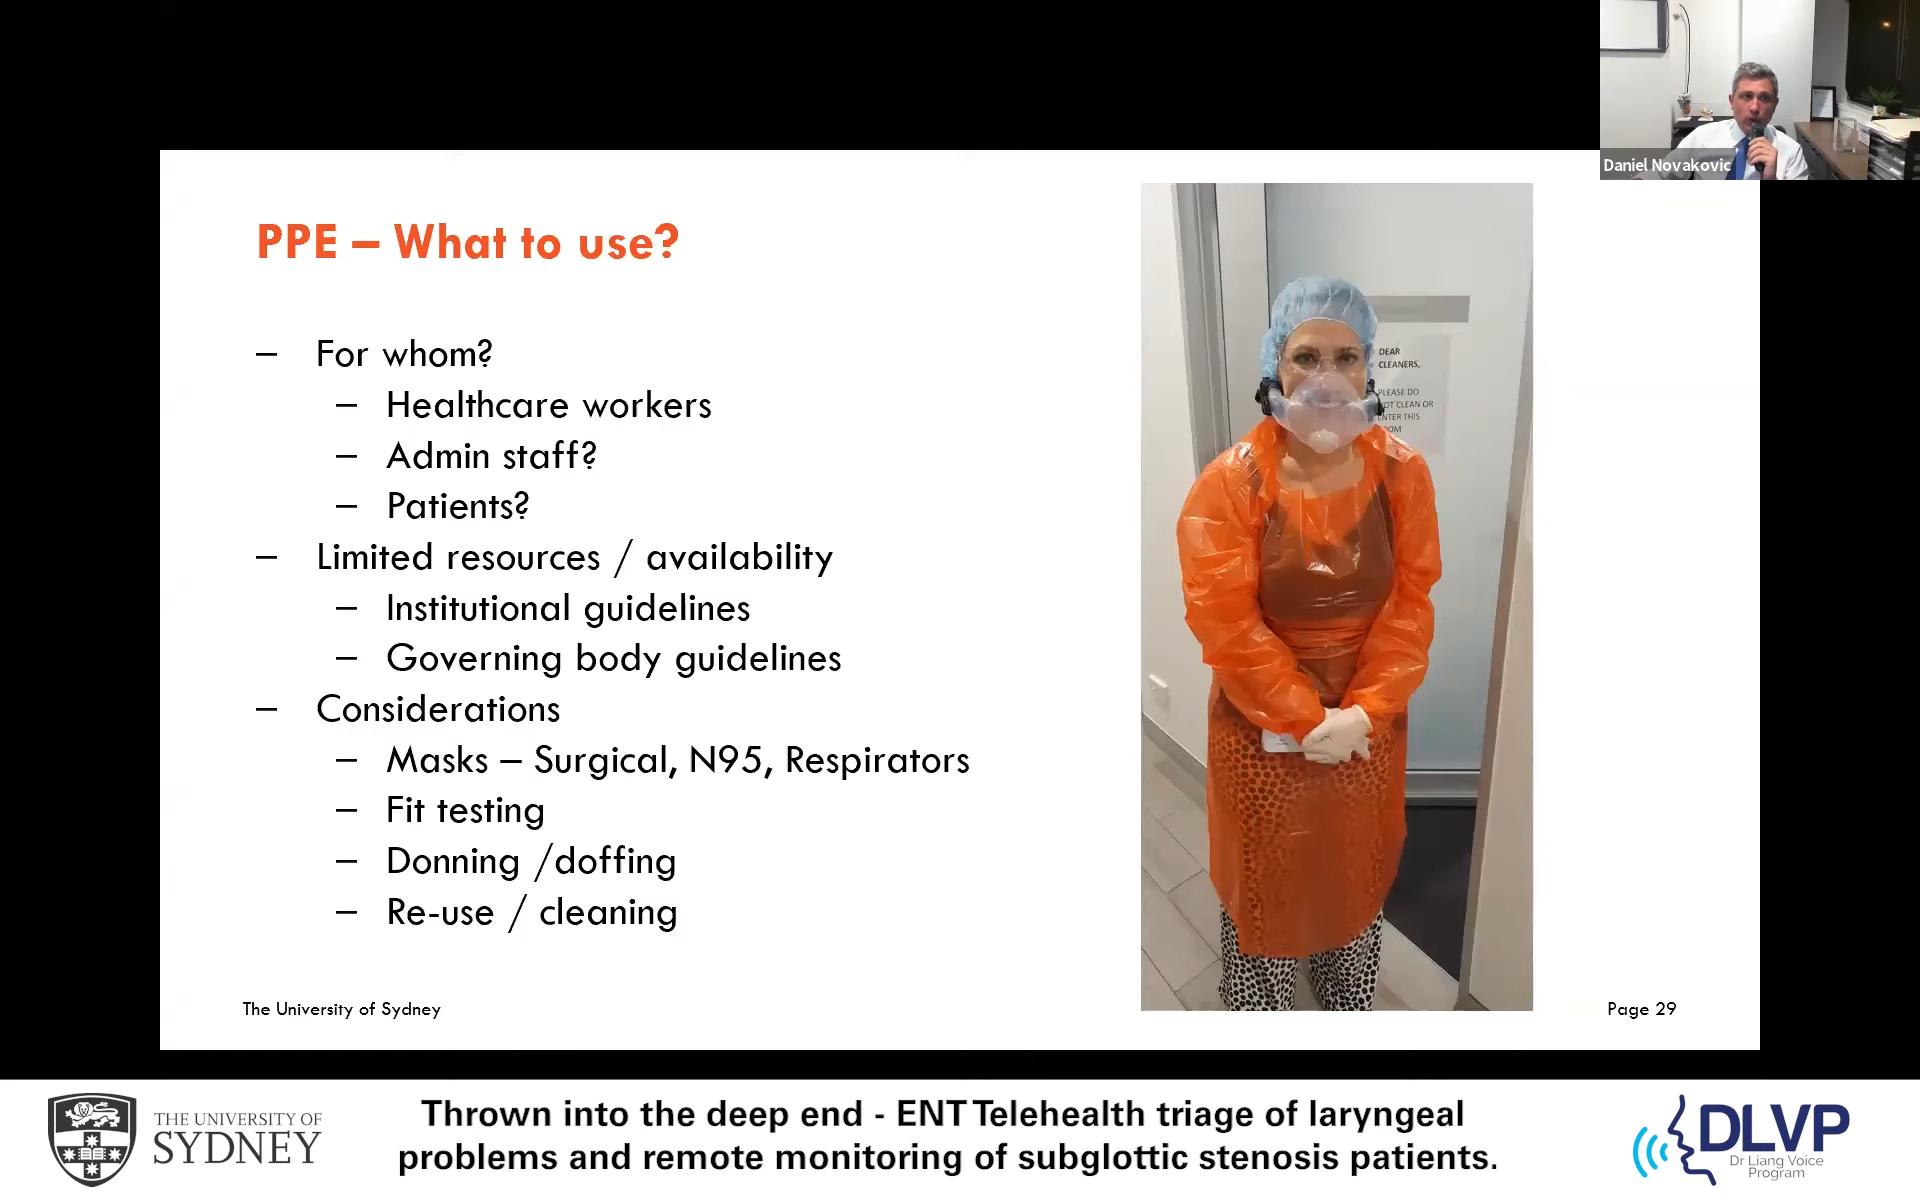 Daniel Novakovic
PPE – What to use?
– For whom?
– Healthcare workers
– Admin staff?
– Patients?
– Limited resources / availability
– Institutional guidelines
– Governing body guidelines
– Considerations
– Masks – Surgical, N95, Respirators
– Fit testing
– Donning /doffing
– Re-use / cleaning
DEAR
CLEANERS,
PLEASE DO
NOT CLEAN OR
ENTER THIS
ROOM
The University of Sydney
Page 29
THE UNIVERSITY OF
SYDNEY
Thrown into the deep end - ENT Telehealth triage of laryngeal
problems and remote monitoring of subglottic stenosis patients.
DLVP
Dr Liang Voice
Program